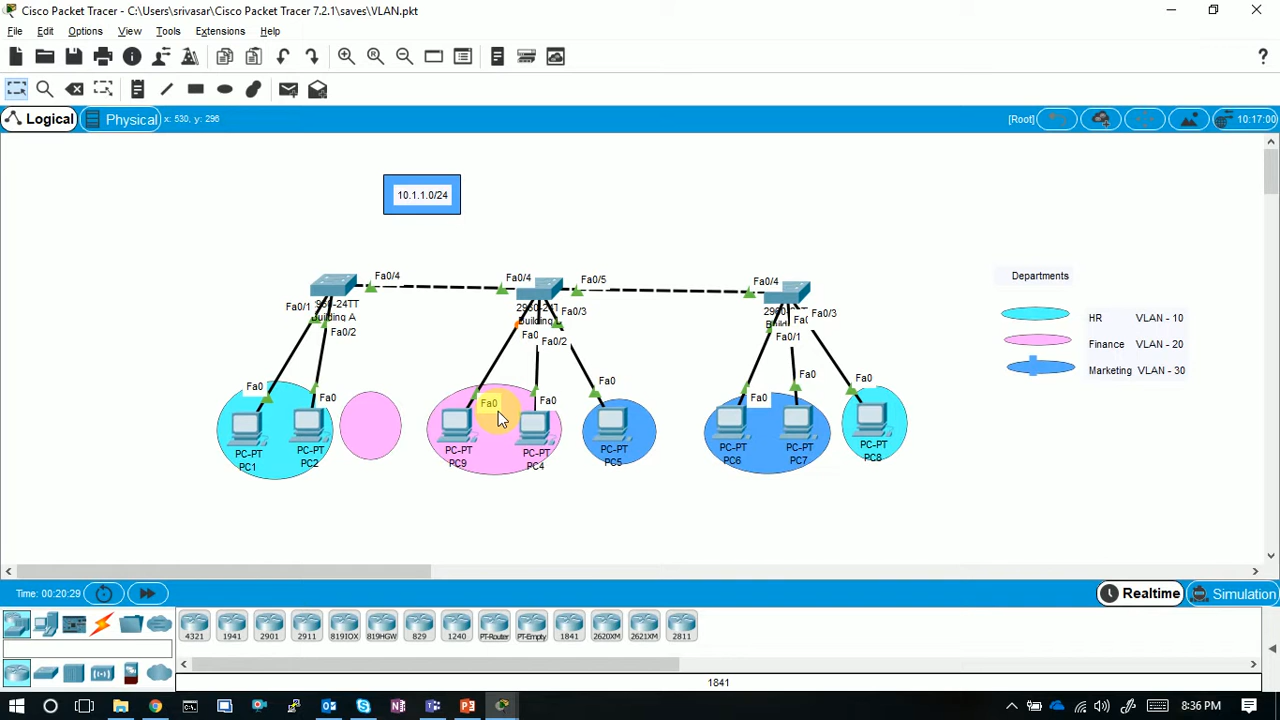 Cisco Packet Tracer - C:\Users\srivasar\Cisco Packet Tracer 7.2.1\saves\VLAN.pkt
File Edit Options View Tools Extensions Help
?
Logical Physical x: 530, y: 296 [Root] 10:17:00
10.1.1.0/24
Departments
Fa0/4 Fa0/4 Fa0/5 Fa0/4
Fa0/1 Fa0/3 Fa0/3
Building A
HR VLAN - 10
Fa0/2 Fa0/2 Fa0/1
Finance VLAN - 20
Marketing VLAN - 30
Fa0 Fa0 Fa0 Fa0 Fa0 Fa0 Fa0 Fa0
PC-PT PC-PT PC-PT PC-PT PC-PT PC-PT PC-PT PC-PT
PC1 PC2 PC9 PC4 PC5 PC6 PC7 PC8
Time: 00:20:29 Realtime Simulation
4321 1941 2901 2911 819IOX 819HGW 829 1240 PT-Router PT-Empty 1841 2620XM 2621XM 2811
1841
8:36 PM